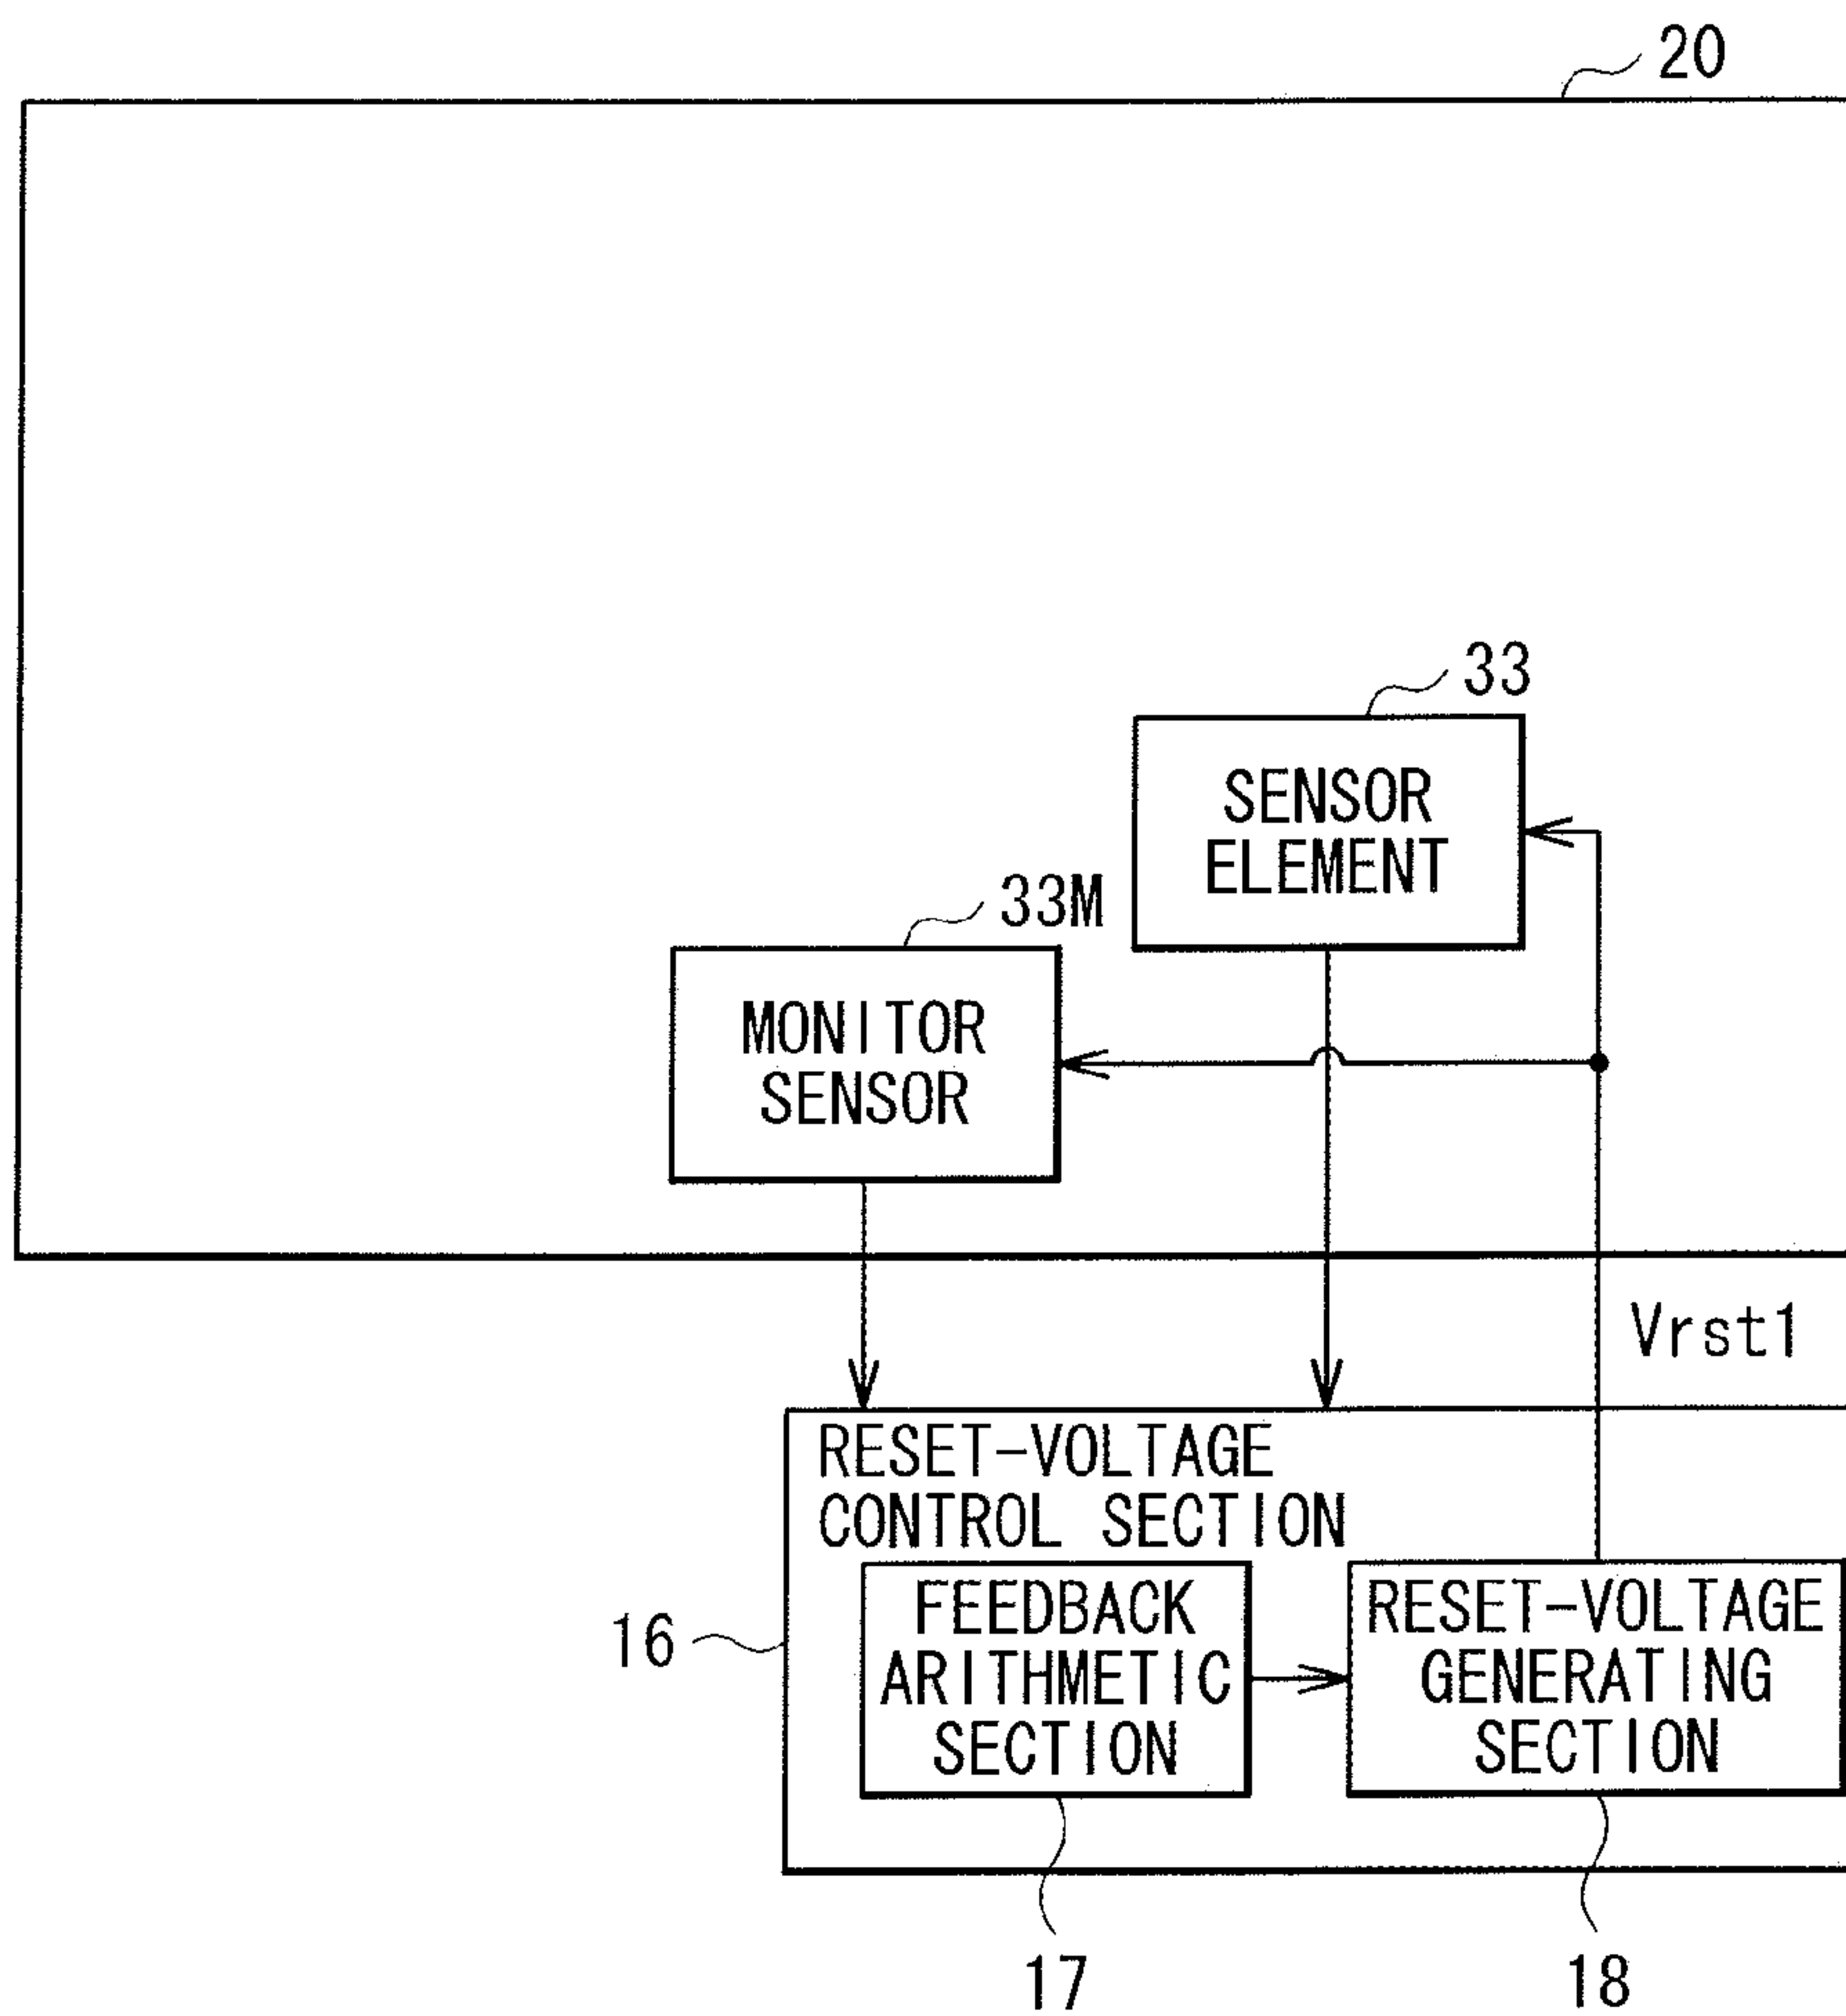 20
33
SENSOR
ELEMENT
33M
MONITOR
SENSOR
Vrst1
RESET-VOLTAGE
CONTROL SECTION
16
FEEDBACK
ARITHMETIC
SECTION
RESET-VOLTAGE
GENERATING
SECTION
17
18